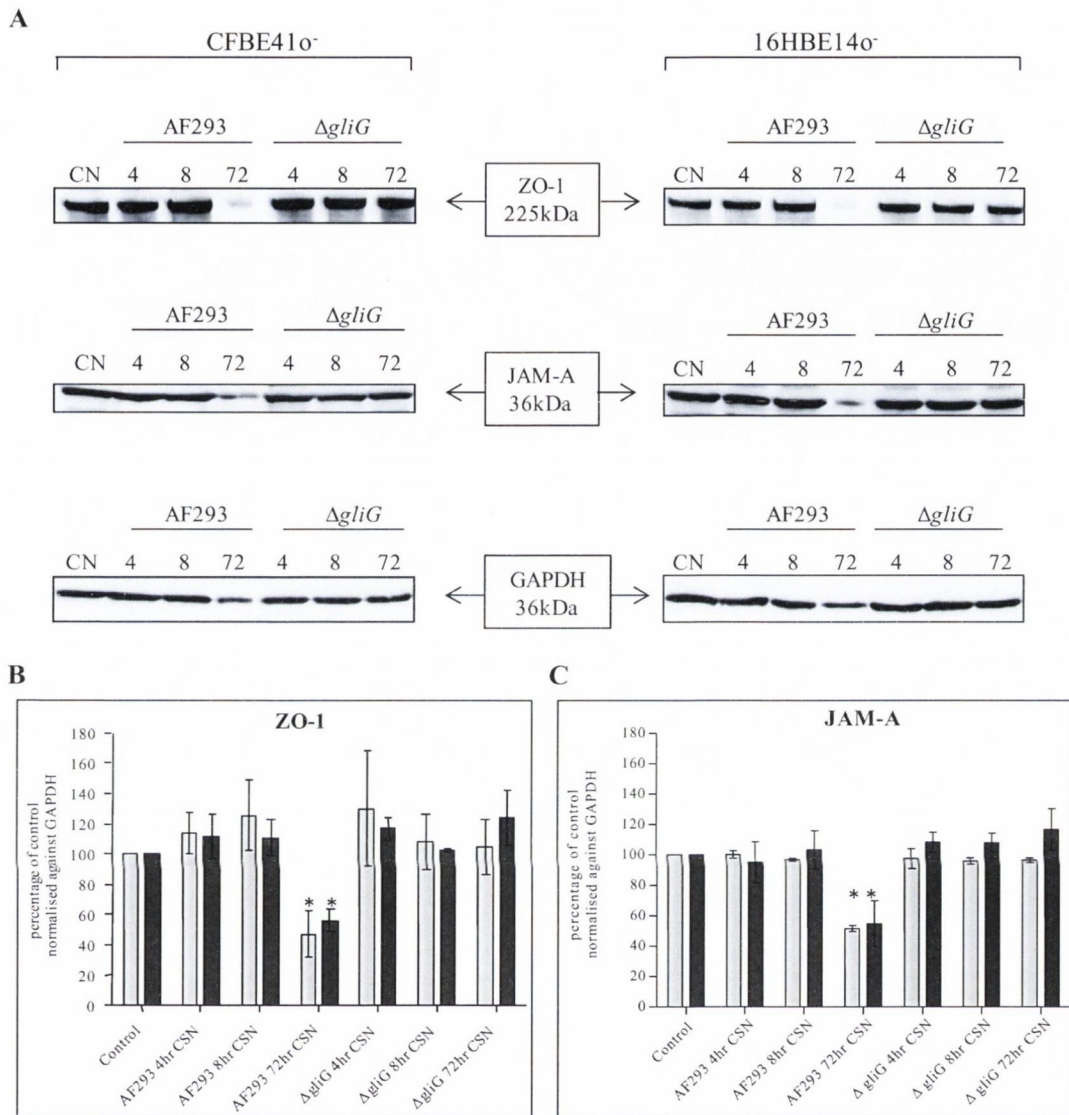 A
CFBE41o- 16HBE14o-
AF293 ΔgliG AF293 ΔgliG
CN 4 8 72 4 8 72 ZO-1 CN 4 8 72 4 8 72
225kDa
AF293 ΔgliG AF293 ΔgliG
CN 4 8 72 4 8 72 JAM-A CN 4 8 72 4 8 72
36kDa
AF293 ΔgliG AF293 ΔgliG
CN 4 8 72 4 8 72 GAPDH CN 4 8 72 4 8 72
36kDa
B
ZO-1
percentage of control
normalised against GAPDH
180
160
140
120
100
80
60
40
20
0
* *
Control
AF293 4hr CSN
AF293 8hr CSN
AF293 72hr CSN
ΔgliG 4hr CSN
ΔgliG 8hr CSN
ΔgliG 72hr CSN
C
JAM-A
percentage of control
normalised against GAPDH
180
160
140
120
100
80
60
40
20
0
* *
Control
AF293 4hr CSN
AF293 8hr CSN
AF293 72hr CSN
Δ gliG 4hr CSN
Δ gliG 8hr CSN
Δ gliG 72hr CSN